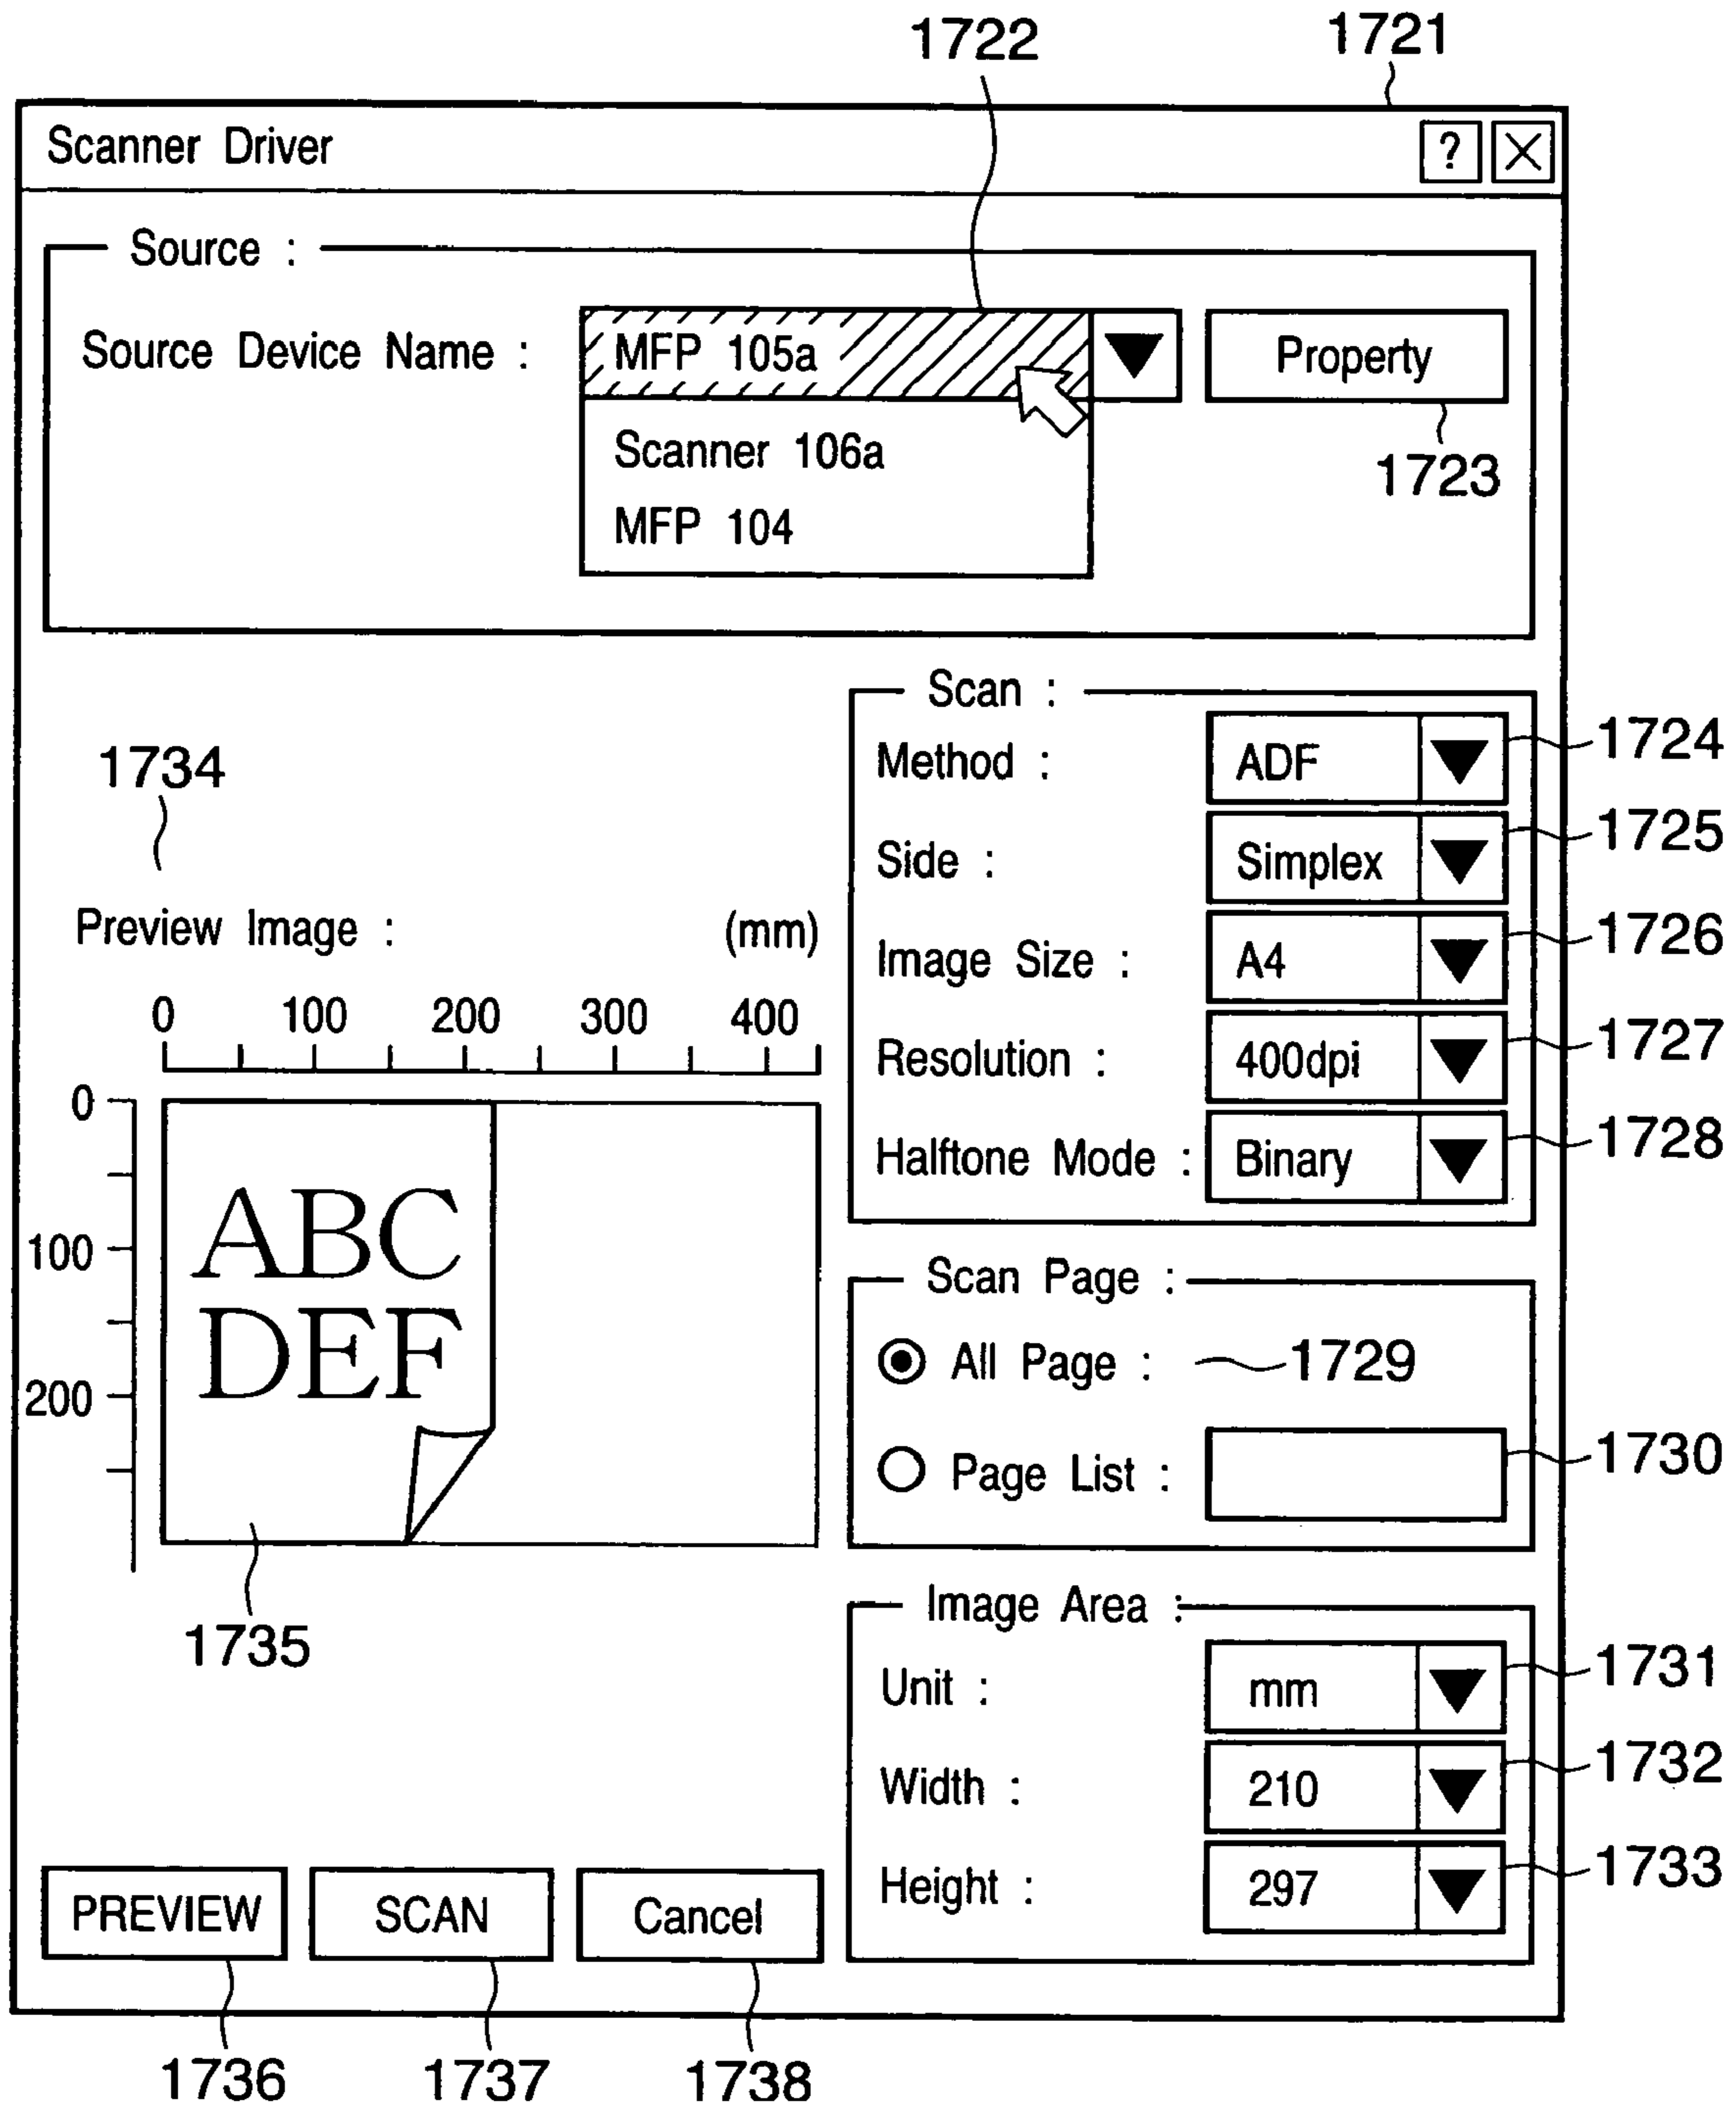 1722 1721
Scanner Driver ? X
Source :
Source Device Name : MFP 105a Property
Scanner 106a
1723
MFP 104
Scan :
Method : ADF 1724
1734
Side : Simplex 1725
Preview Image : (mm)
Image Size : A4 1726
0 100 200 300 400
Resolution : 400dpi 1727
0
Halftone Mode : Binary 1728
ABC
100
DEF
200
Scan Page :
All Page : 1729
Page List : 1730
1735
Image Area :
Unit : mm 1731
Width : 210 1732
Height : 297 1733
PREVIEW SCAN Cancel
1736 1737 1738